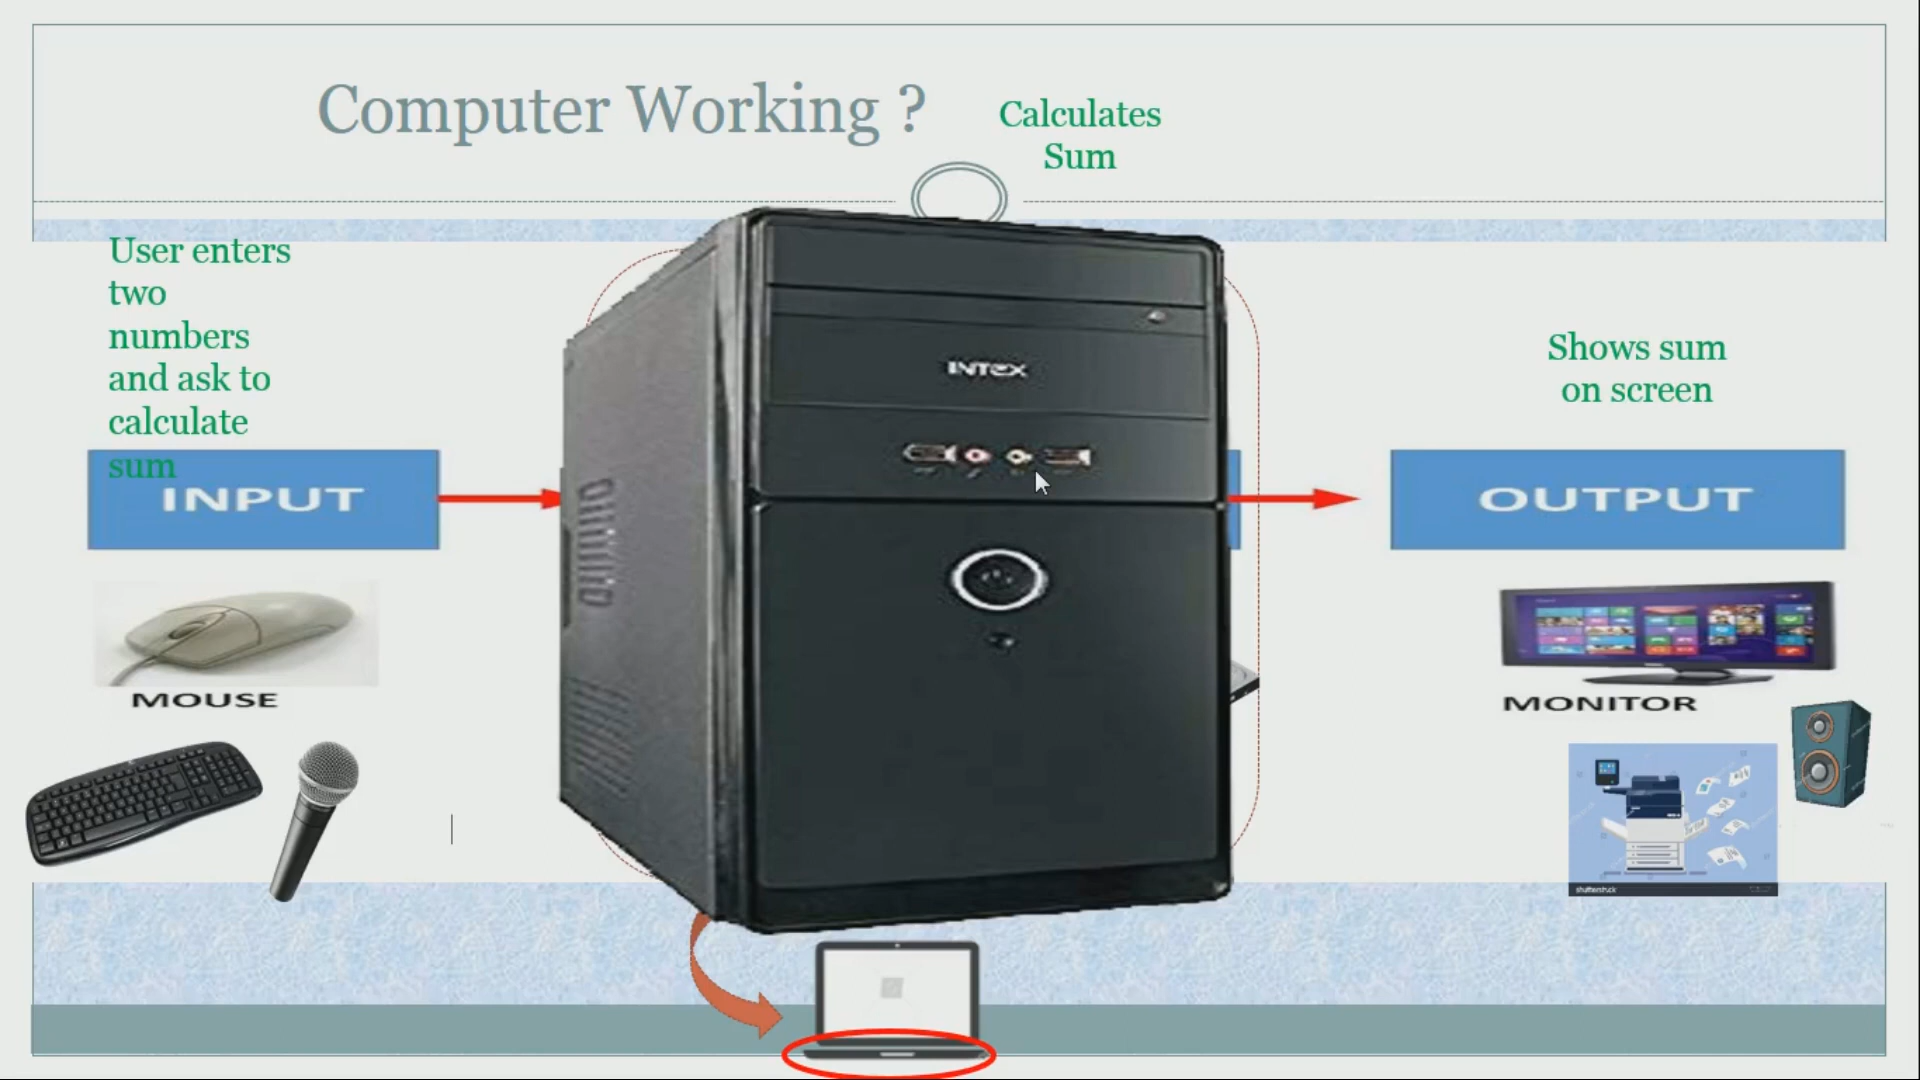 Computer Working ?
Calculates
Sum
User enters
two
numbers
and ask to
calculate
sum
INPUT
INTEX
Shows sum
on screen
OUTPUT
MOUSE
MONITOR
shutterstock